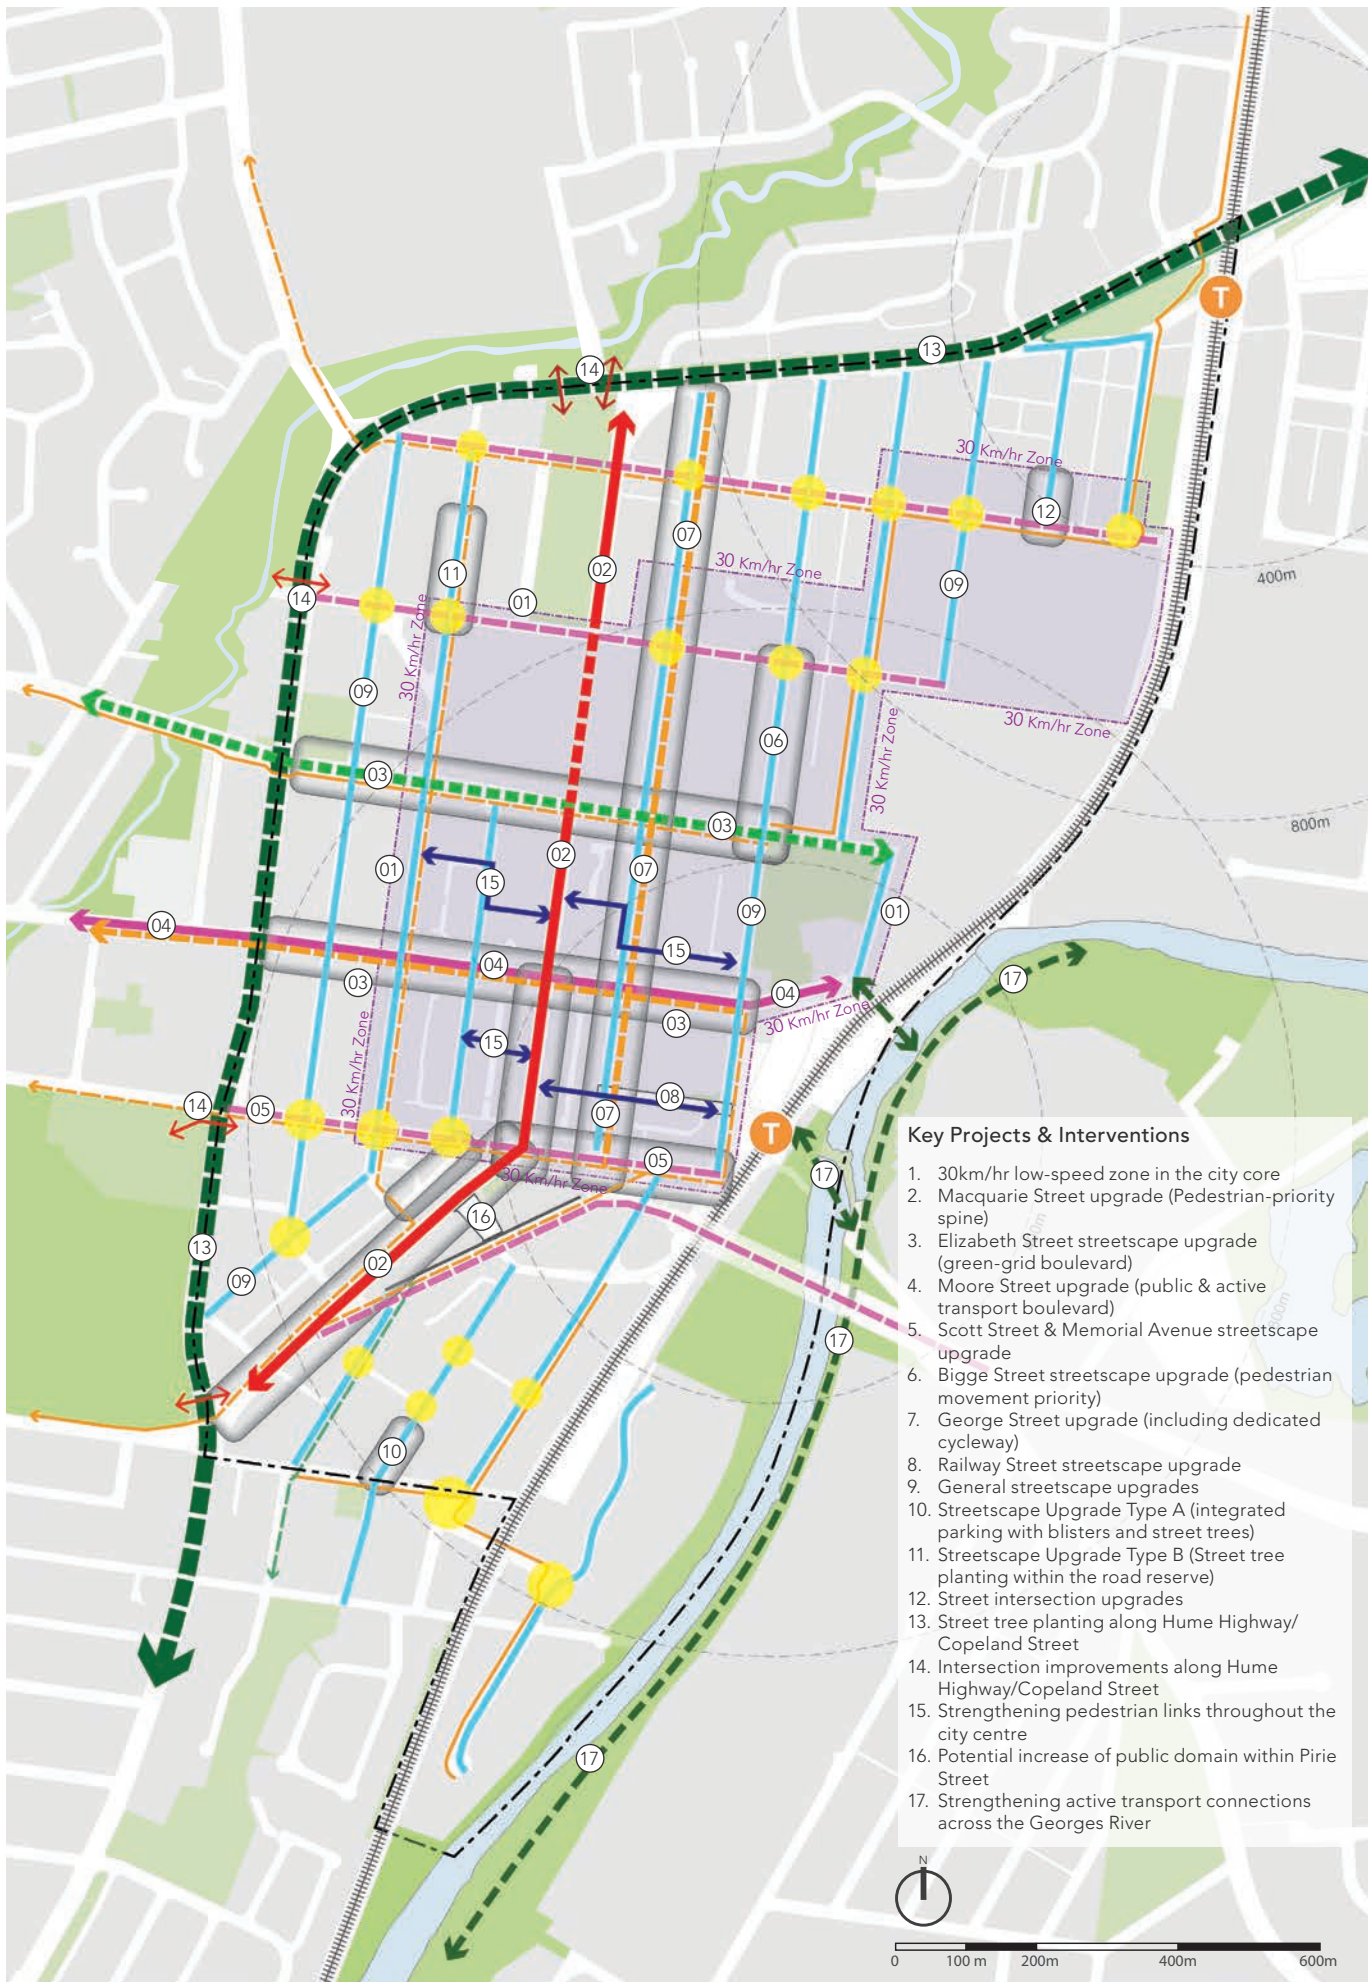 T
13
14
30 Km/hr Zone
12
07
02
30 Km/hr Zone
400m
11
09
14
01
30 Km/hr Zone
09
30 Km/hr Zone
06
30 Km/hr Zone
03
03
800m
02
01
15
07
09
01
04
15
04
03
04
17
03
30 Km/hr Zone
30 Km/hr Zone
15
14
05
08
07
T
05
30 Km/hr Zone
17
16
13
02
09
17
10
17
Key Projects & Interventions
1. 30km/hr low-speed zone in the city core
2. Macquarie Street upgrade (Pedestrian-priority
spine)
3. Elizabeth Street streetscape upgrade
(green-grid boulevard)
4. Moore Street upgrade (public & active
transport boulevard)
5. Scott Street & Memorial Avenue streetscape
upgrade
6. Bigge Street streetscape upgrade (pedestrian
movement priority)
7. George Street upgrade (including dedicated
cycleway)
8. Railway Street streetscape upgrade
9. General streetscape upgrades
10. Streetscape Upgrade Type A (integrated
parking with blisters and street trees)
11. Streetscape Upgrade Type B (Street tree
planting within the road reserve)
12. Street intersection upgrades
13. Street tree planting along Hume Highway/
Copeland Street
14. Intersection improvements along Hume
Highway/Copeland Street
15. Strengthening pedestrian links throughout the
city centre
16. Potential increase of public domain within Pirie
Street
17. Strengthening active transport connections
across the Georges River
N
0 100 m 200m 400m 600m